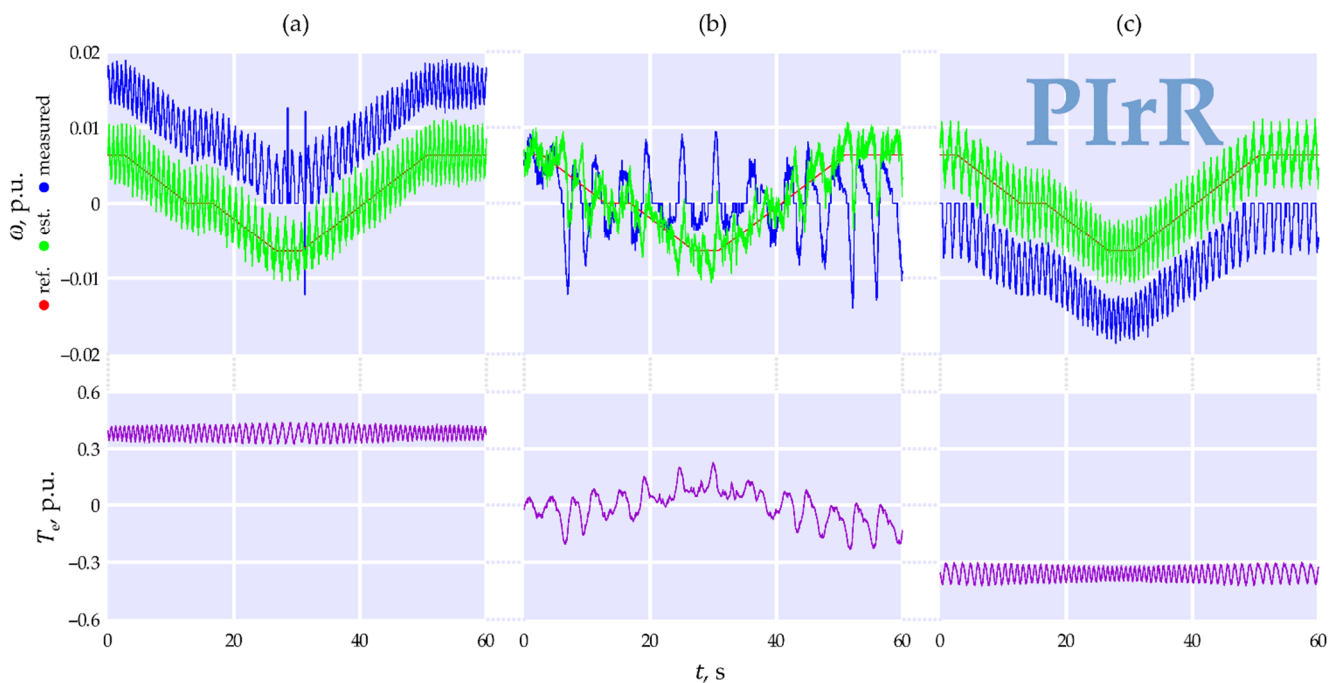 (a) (b) (c)
PIrR
ω, p.u. ref. est. measured
0.02
0.01
0
−0.01
−0.02
Tₑ, p.u.
0.6
0.3
0
−0.3
−0.6
0 20 40 60 0 20 40 60 0 20 40 60
t, s